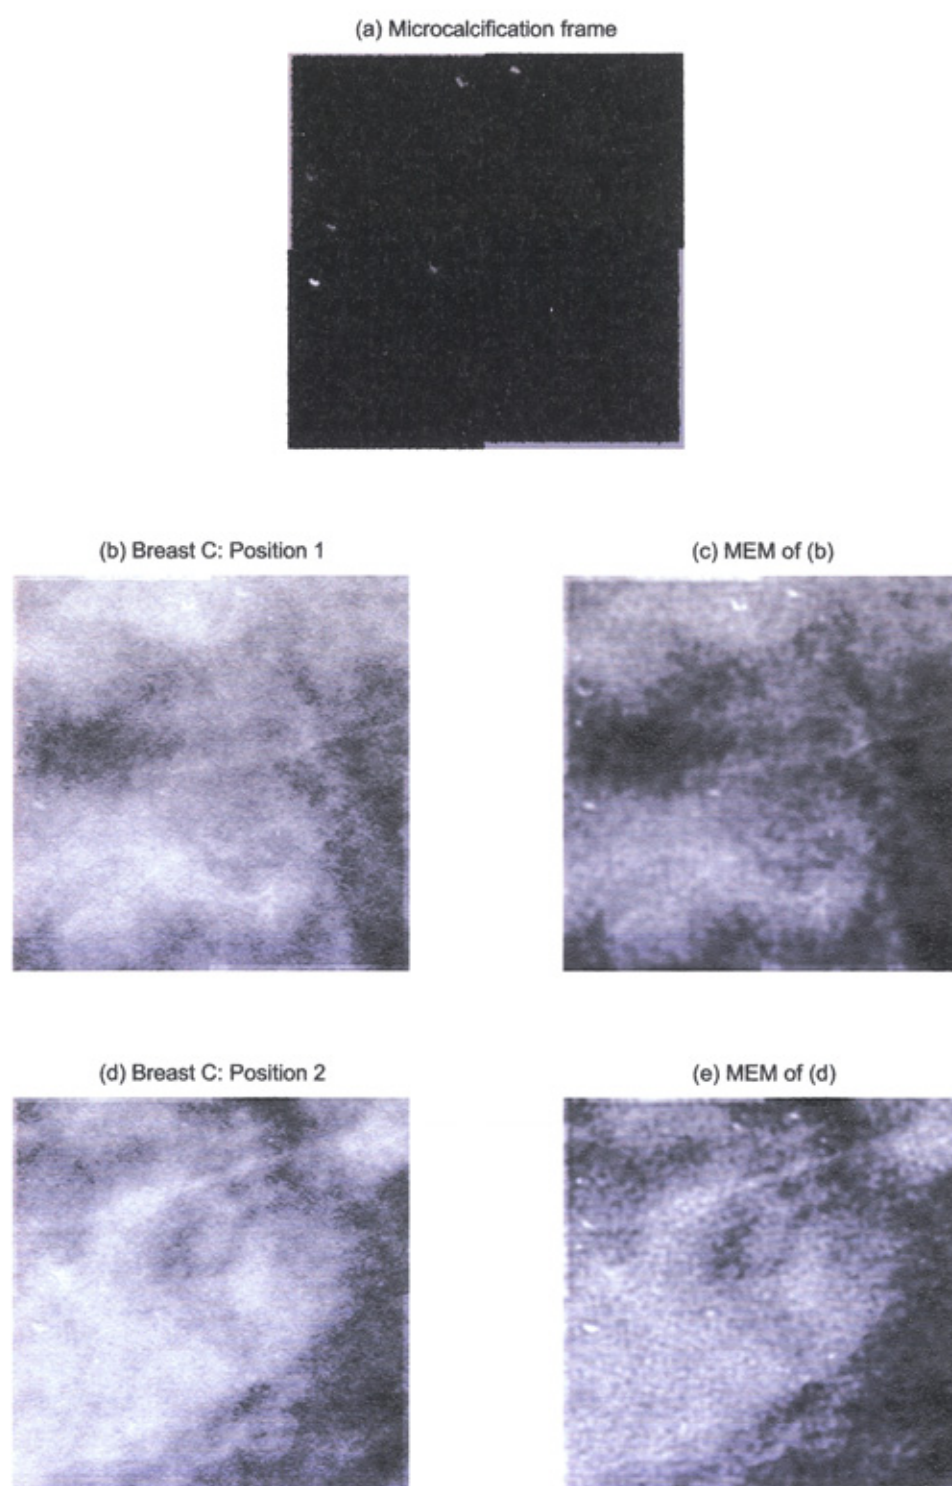 (a) Microcalcification frame
(b) Breast C: Position 1
(c) MEM of (b)
(d) Breast C: Position 2
(e) MEM of (d)